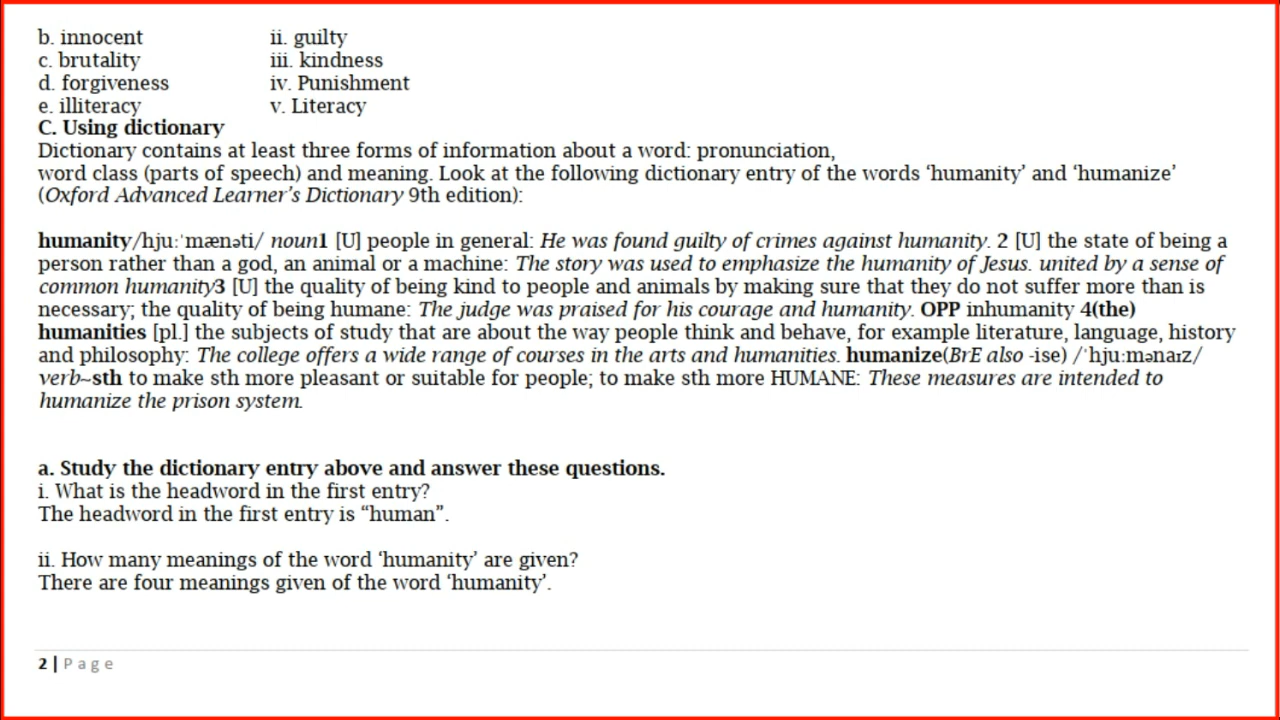 b. innocent ii. guilty
c. brutality iii. kindness
d. forgiveness iv. Punishment
e. illiteracy v. Literacy
C. Using dictionary
Dictionary contains at least three forms of information about a word: pronunciation,
word class (parts of speech) and meaning. Look at the following dictionary entry of the words ‘humanity’ and ‘humanize’
(Oxford Advanced Learner’s Dictionary 9th edition):
humanity/hjuːˈmænəti/ noun1 [U] people in general: He was found guilty of crimes against humanity. 2 [U] the state of being a
person rather than a god, an animal or a machine: The story was used to emphasize the humanity of Jesus. united by a sense of
common humanity3 [U] the quality of being kind to people and animals by making sure that they do not suffer more than is
necessary; the quality of being humane: The judge was praised for his courage and humanity. OPP inhumanity 4(the)
humanities [pl.] the subjects of study that are about the way people think and behave, for example literature, language, history
and philosophy: The college offers a wide range of courses in the arts and humanities. humanize(BrE also -ise) /ˈhjuːmənaɪz/
verb~sth to make sth more pleasant or suitable for people; to make sth more HUMANE: These measures are intended to
humanize the prison system.
a. Study the dictionary entry above and answer these questions.
i. What is the headword in the first entry?
The headword in the first entry is “human”.
ii. How many meanings of the word ‘humanity’ are given?
There are four meanings given of the word ‘humanity’.
2 | Page